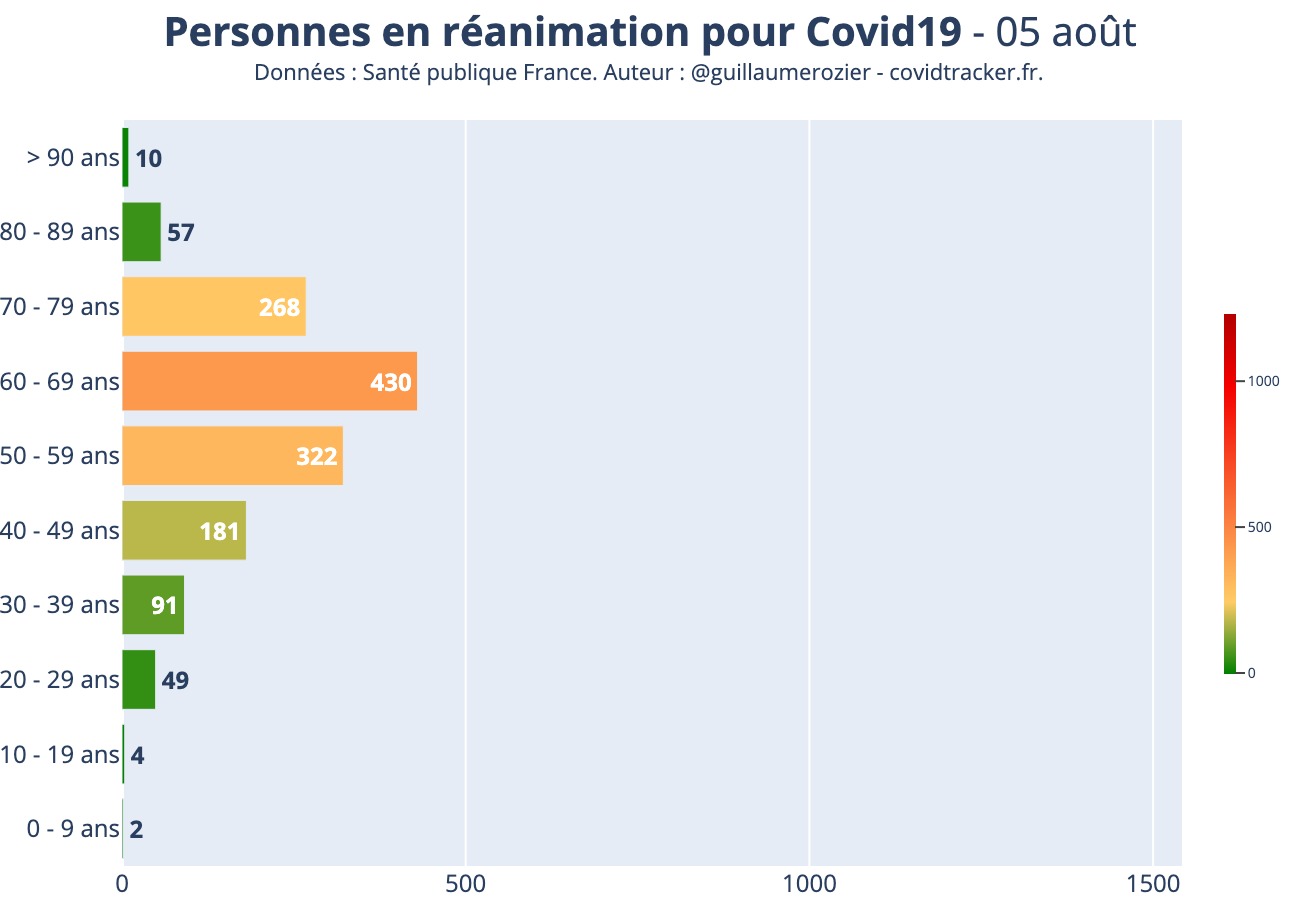 Personnes en réanimation pour Covid19 - 05 août
Données : Santé publique France. Auteur : @guillaumerozier - covidtracker.fr.
> 90 ans 10
80 - 89 ans 57
70 - 79 ans 268
60 - 69 ans 430
50 - 59 ans 322
40 - 49 ans 181
30 - 39 ans 91
20 - 29 ans 49
10 - 19 ans 4
0 - 9 ans 2
0 500 1000 1500
1000
500
0